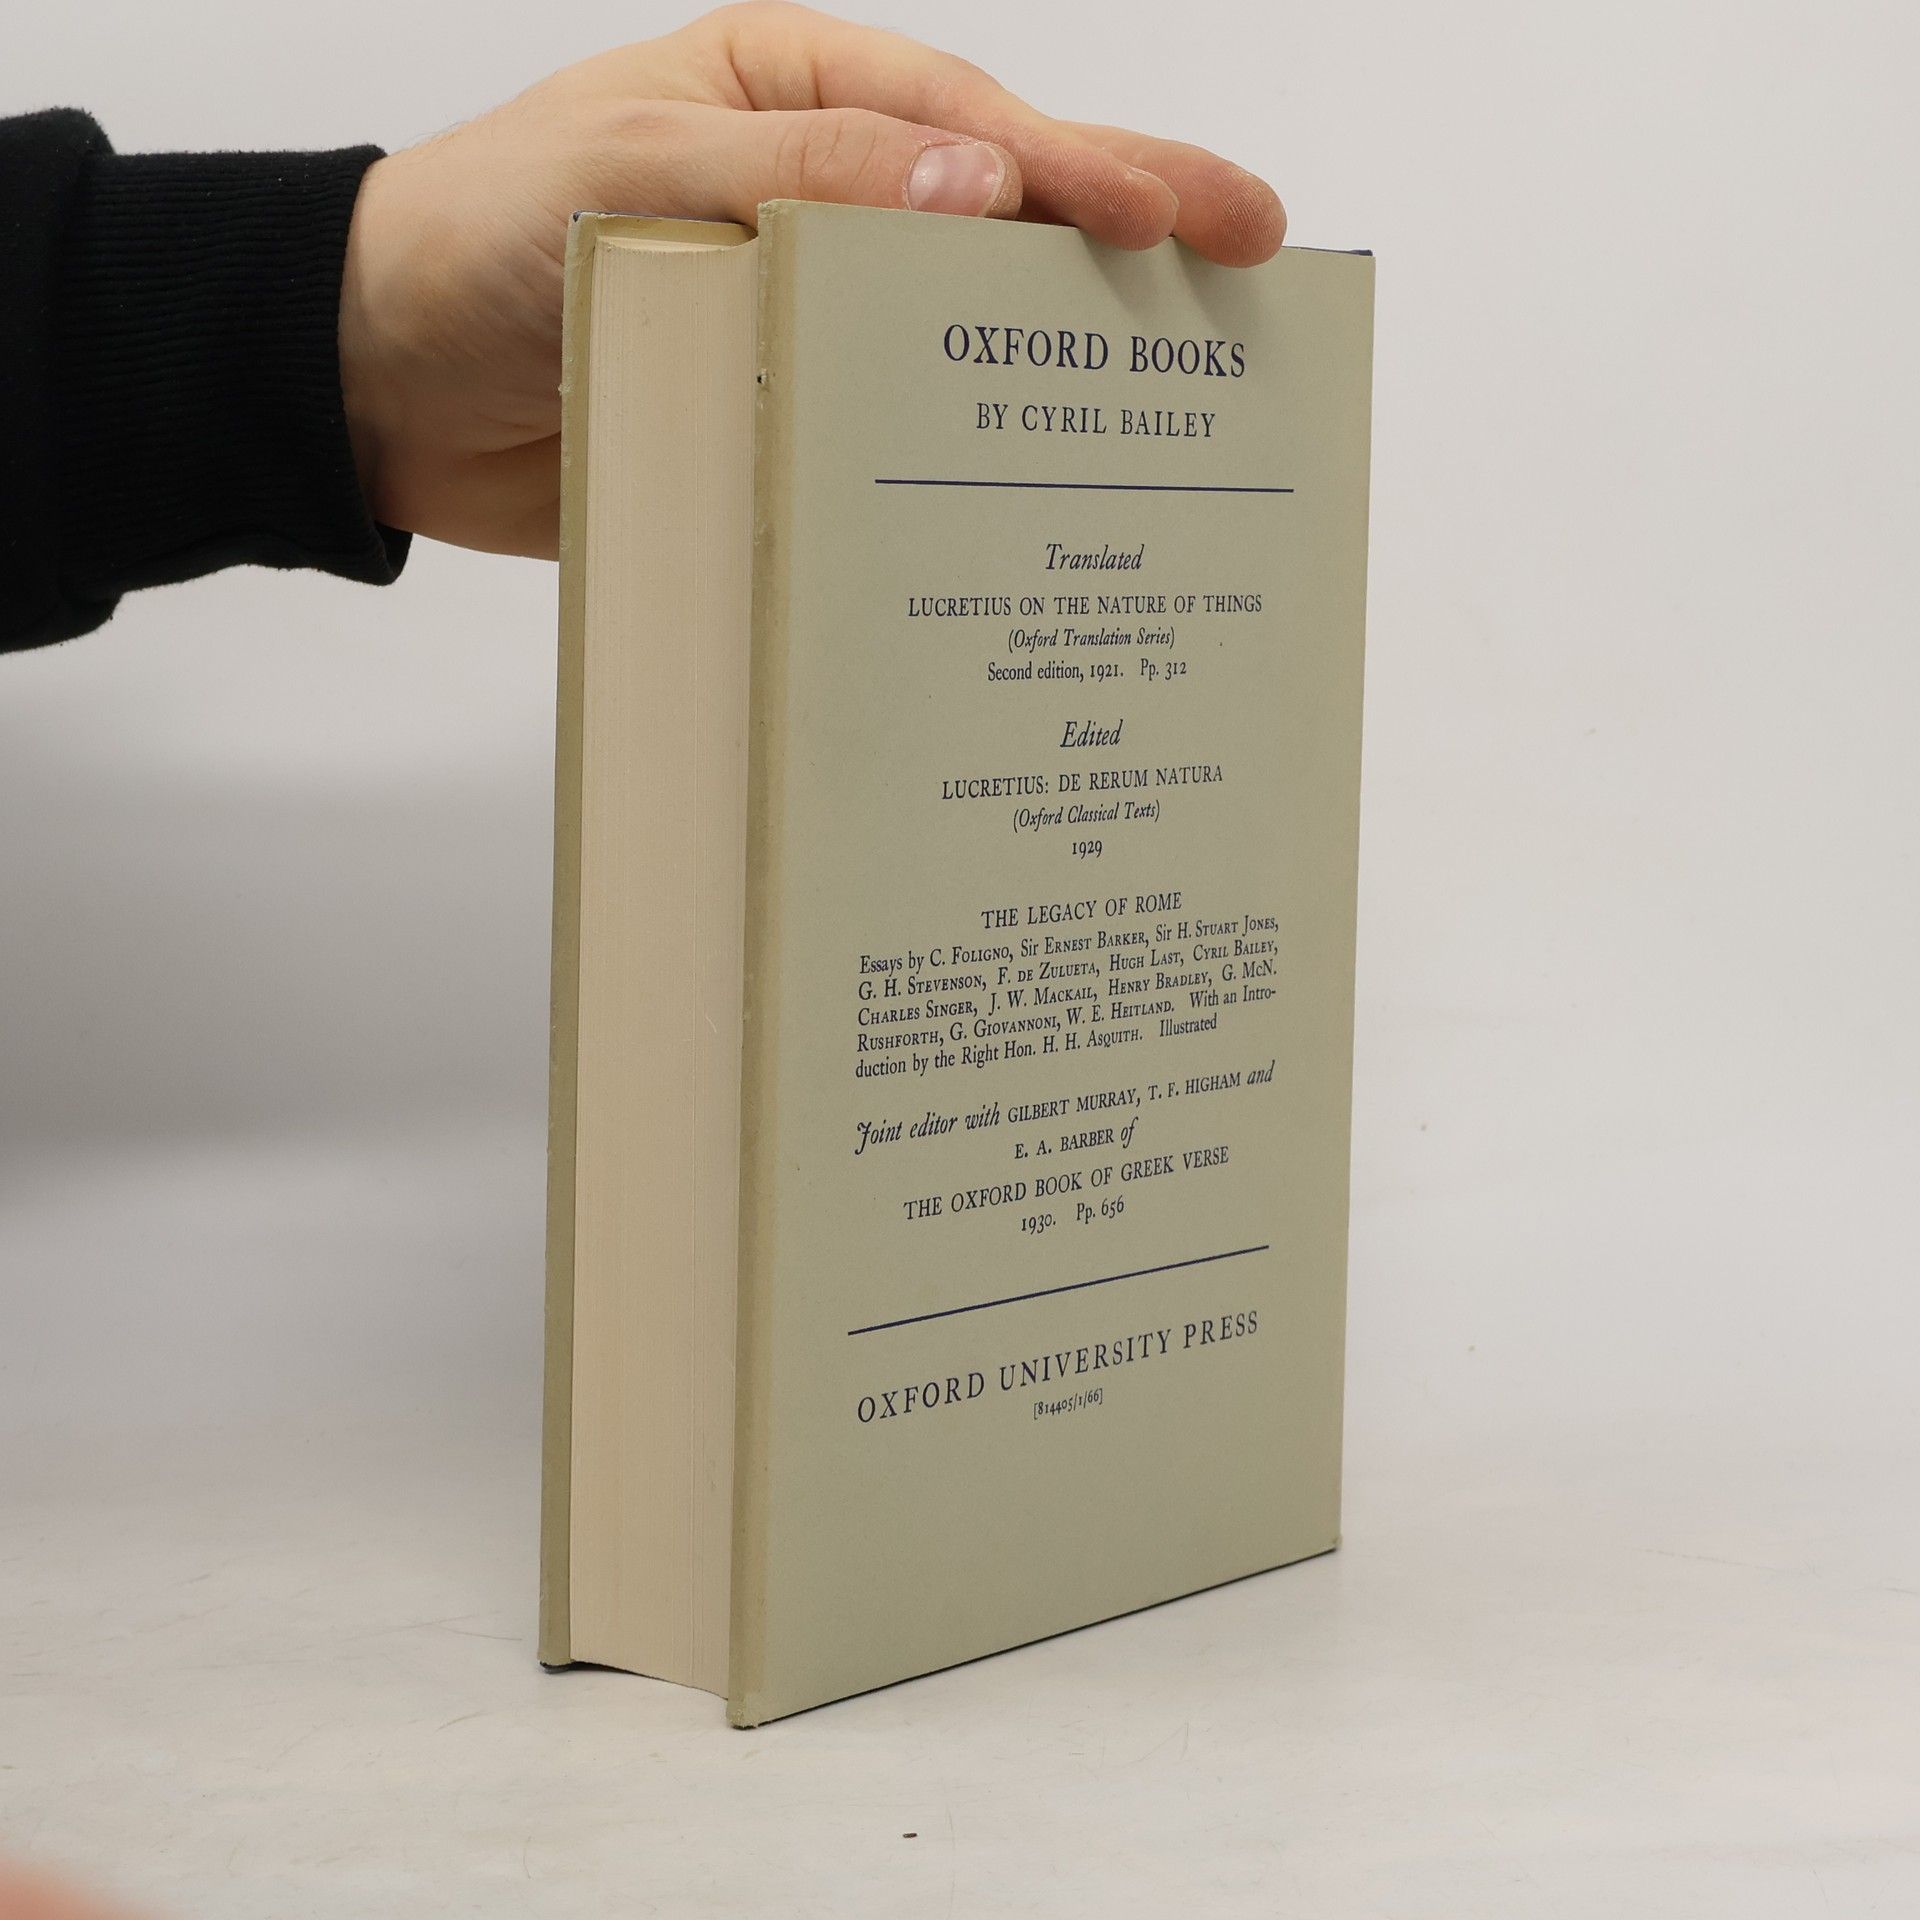 OXFORD BOOKS
BY CYRIL BAILEY
Translated
LUCRETIUS ON THE NATURE OF THINGS
(Oxford Translation Series)
Second edition, 1921. Pp. 312
Edited
LUCRETIUS: DE RERUM NATURA
(Oxford Classical Texts)
1929
THE LEGACY OF ROME
Essays by C. FOLIGNO, Sir ERNEST BARKER, Sir H. STUART JONES,
G. H. STEVENSON, F. DE ZULUETA, HUGH LAST, CYRIL BAILEY,
CHARLES SINGER, J. W. MACKAIL, HENRY BRADLEY, G. MCN.
RUSHFORTH, G. GIOVANNONI, W. E. HEITLAND. With an Intro-
duction by the Right Hon. H. H. ASQUITH. Illustrated
Joint editor with GILBERT MURRAY, T. F. HIGHAM and
E. A. BARBER of
THE OXFORD BOOK OF GREEK VERSE
1930. Pp. 656
OXFORD UNIVERSITY PRESS
[814405/1/66]